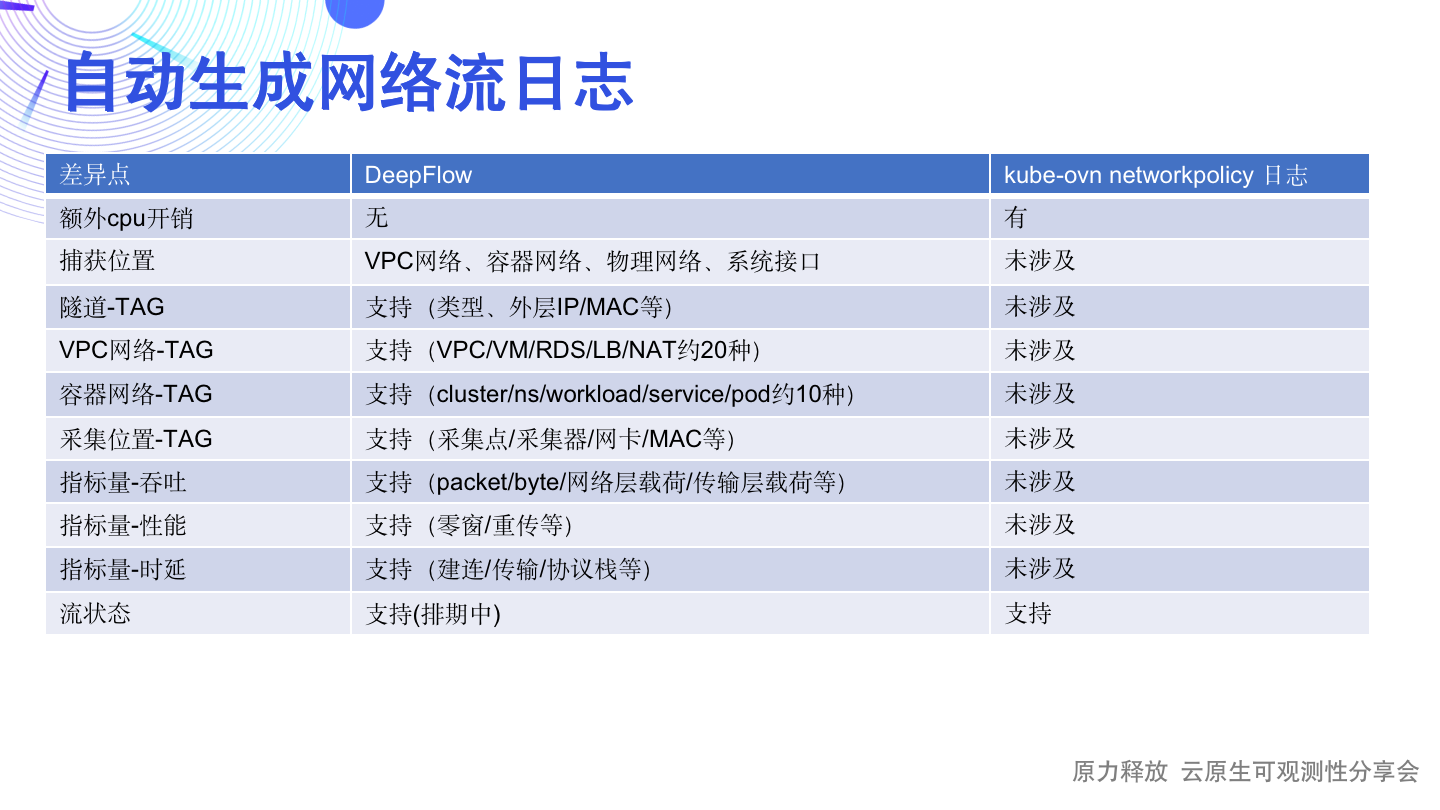 自动生成网络流日志
差异点 DeepFlow kube-ovn networkpolicy 日志
额外cpu开销 无 有
捕获位置 VPC网络、容器网络、物理网络、系统接口 未涉及
隧道-TAG 支持（类型、外层IP/MAC等） 未涉及
VPC网络-TAG 支持（VPC/VM/RDS/LB/NAT约20种） 未涉及
容器网络-TAG 支持（cluster/ns/workload/service/pod约10种） 未涉及
采集位置-TAG 支持（采集点/采集器/网卡/MAC等） 未涉及
指标量-吞吐 支持（packet/byte/网络层载荷/传输层载荷等） 未涉及
指标量-性能 支持（零窗/重传等） 未涉及
指标量-时延 支持（建连/传输/协议栈等） 未涉及
流状态 支持(排期中) 支持
原力释放 云原生可观测性分享会